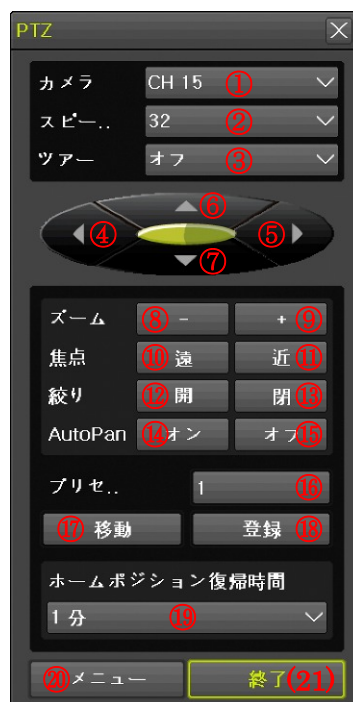 PTZ
カメラ CH 15 ①
スピー.. 32 ②
ツアー オフ ③
⑥
④ ⑤
⑦
ズーム ⑧ - + ⑨
焦点 ⑩ 遠 近 ⑪
絞り ⑫ 開 閉 ⑬
AutoPan ⑭ オン オフ ⑮
プリセ.. 1 ⑯
⑰ 移動 登録 ⑱
ホームポジション復帰時間
1 分 ⑲
⑳ メニュー 終了 (21)